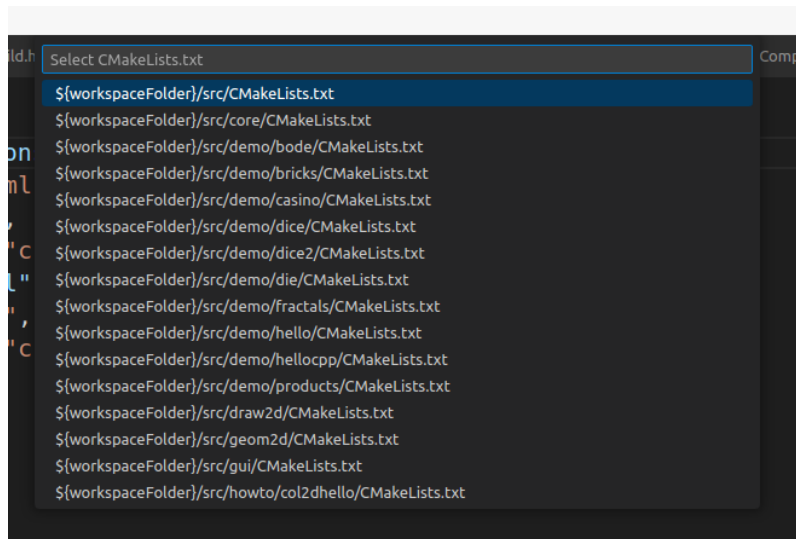 ild.h
Select CMakeLists.txt
Comp
${workspaceFolder}/src/CMakeLists.txt
${workspaceFolder}/src/core/CMakeLists.txt
on
${workspaceFolder}/src/demo/bode/CMakeLists.txt
ml
${workspaceFolder}/src/demo/bricks/CMakeLists.txt
${workspaceFolder}/src/demo/casino/CMakeLists.txt
,
${workspaceFolder}/src/demo/dice/CMakeLists.txt
"c
${workspaceFolder}/src/demo/dice2/CMakeLists.txt
l"
${workspaceFolder}/src/demo/die/CMakeLists.txt
${workspaceFolder}/src/demo/fractals/CMakeLists.txt
",
${workspaceFolder}/src/demo/hello/CMakeLists.txt
"c
${workspaceFolder}/src/demo/hellocpp/CMakeLists.txt
${workspaceFolder}/src/demo/products/CMakeLists.txt
${workspaceFolder}/src/draw2d/CMakeLists.txt
${workspaceFolder}/src/geom2d/CMakeLists.txt
${workspaceFolder}/src/gui/CMakeLists.txt
${workspaceFolder}/src/howto/col2dhello/CMakeLists.txt